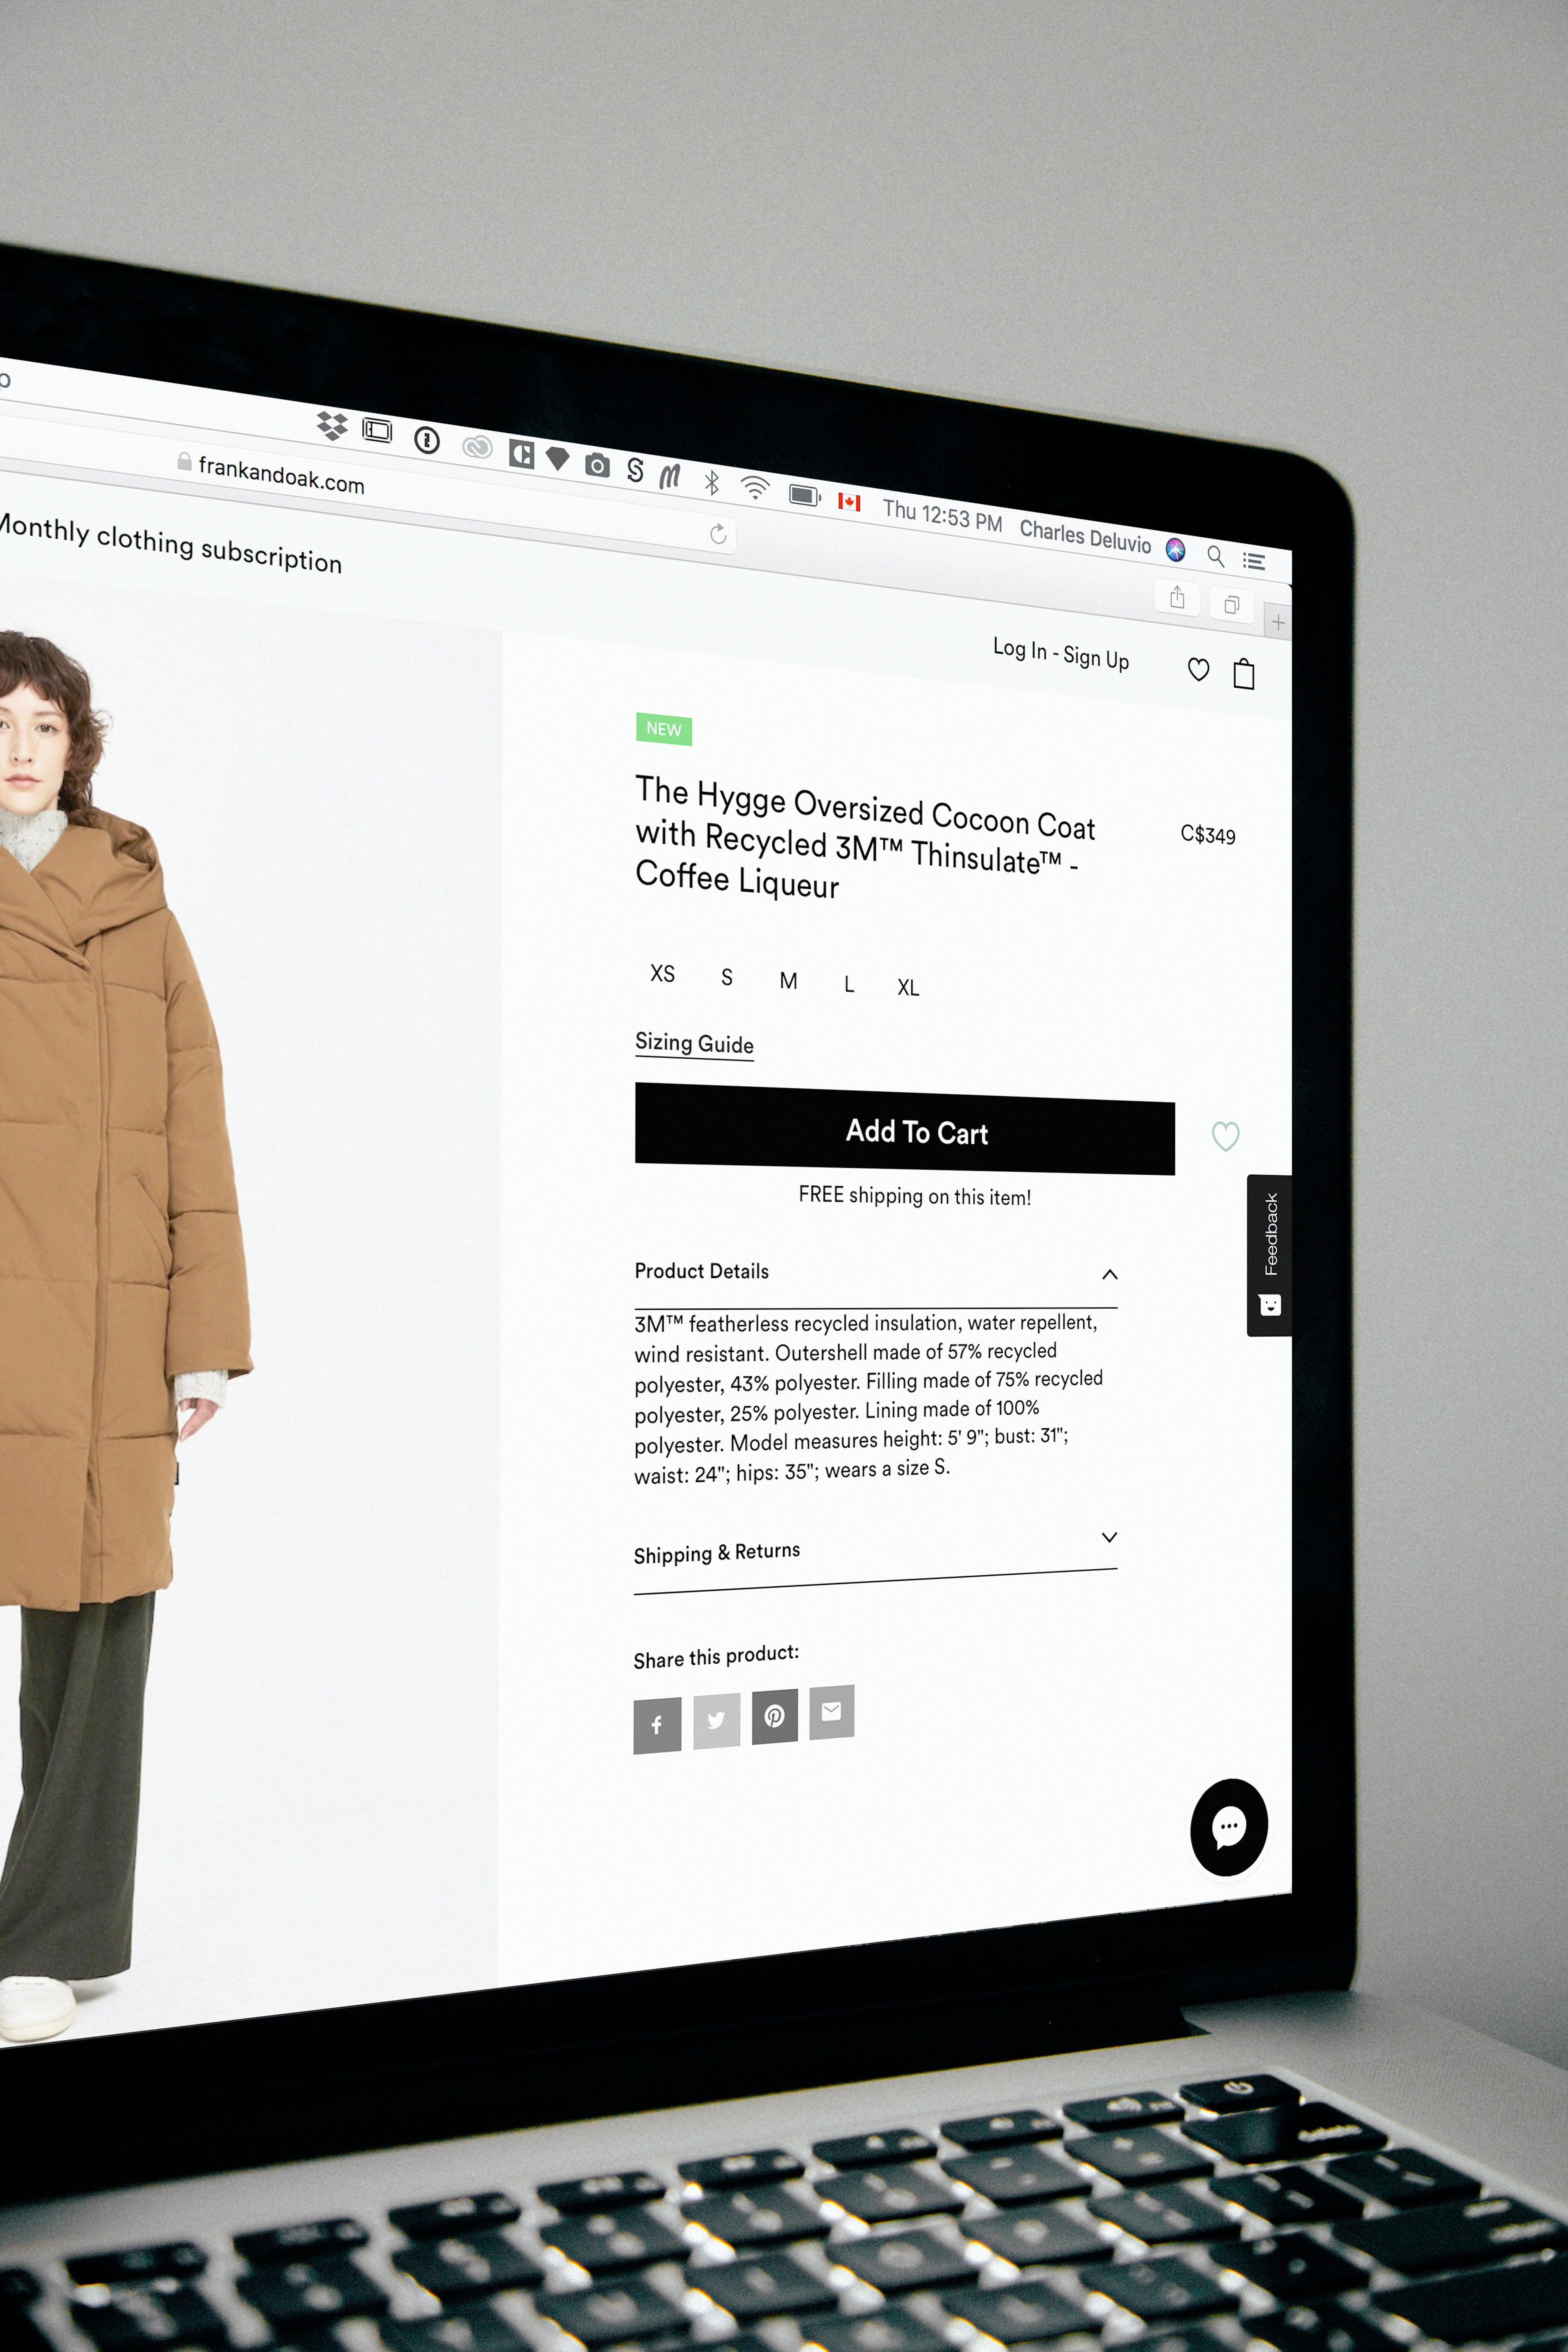 Thu 12:53 PM Charles Deluvio
frankandoak.com
Monthly clothing subscription
Log In - Sign Up
NEW
The Hygge Oversized Cocoon Coat
with Recycled 3M™ Thinsulate™ -
Coffee Liqueur
C$349
XS S M L XL
Sizing Guide
Add To Cart
FREE shipping on this item!
Feedback
Product Details
3M™ featherless recycled insulation, water repellent,
wind resistant. Outershell made of 57% recycled
polyester, 43% polyester. Filling made of 75% recycled
polyester, 25% polyester. Lining made of 100%
polyester. Model measures height: 5' 9"; bust: 31";
waist: 24"; hips: 35"; wears a size S.
Shipping & Returns
Share this product: